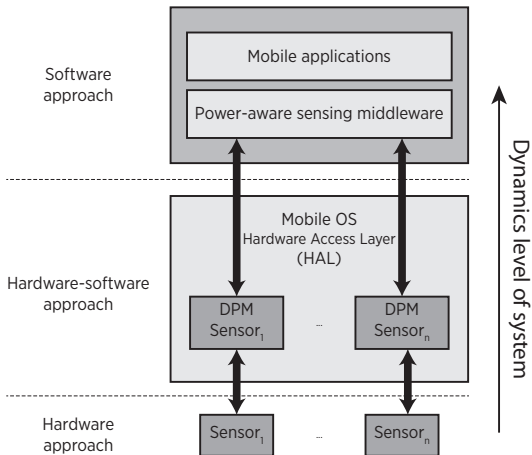 Software
approach
Mobile applications
Power-aware sensing middleware
Hardware-software
approach
Mobile OS
Hardware Access Layer
(HAL)
DPM
Sensor₁
...
DPM
Sensorₙ
Hardware
approach
Sensor₁
...
Sensorₙ
Dynamics level of system